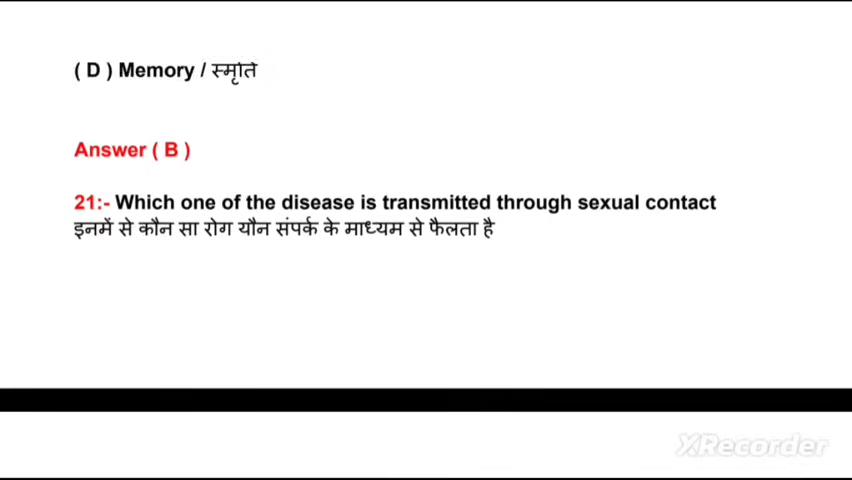 ( D ) Memory / स्मृति
Answer ( B )
21:- Which one of the disease is transmitted through sexual contact
इनमें से कौन सा रोग यौन संपर्क के माध्यम से फैलता है
XRecorder